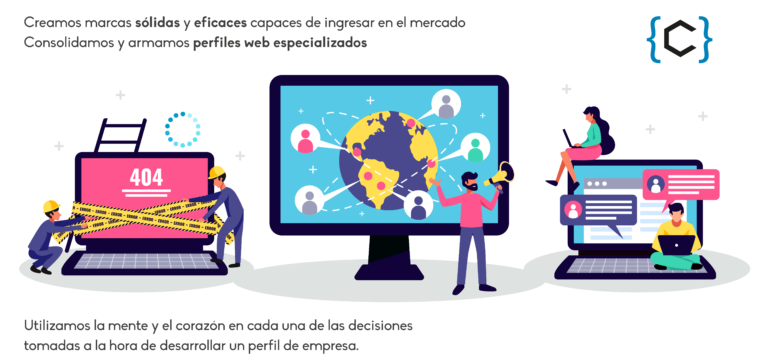 Creamos marcas sólidas y eficaces capaces de ingresar en el mercado
Consolidamos y armamos perfiles web especializados
{C}
404
Utilizamos la mente y el corazón en cada una de las decisiones
tomadas a la hora de desarrollar un perfil de empresa.